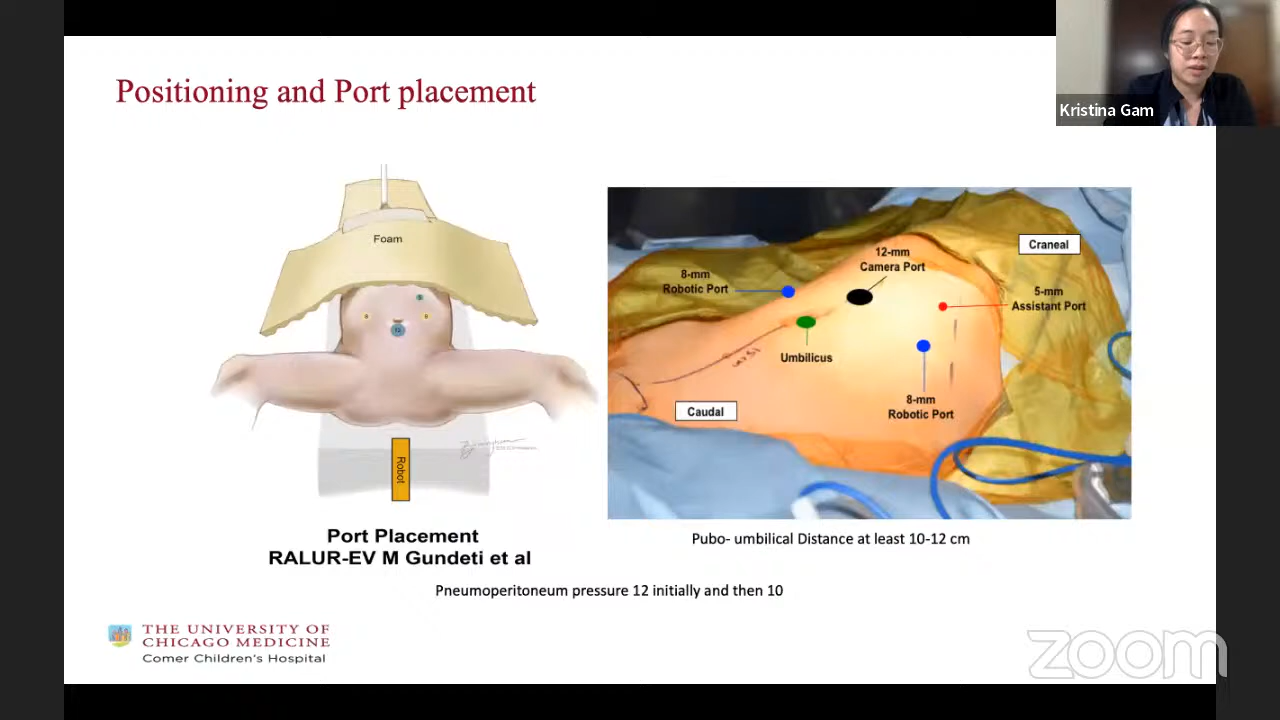 Kristina Gam
Positioning and Port placement
Foam
Robot
Port Placement
RALUR-EV M Gundeti et al
12-mm
Camera Port
Craneal
8-mm
Robotic Port
5-mm
Assistant Port
Umbilicus
8-mm
Robotic Port
Caudal
Pubo- umbilical Distance at least 10-12 cm
Pneumoperitoneum pressure 12 initially and then 10
THE UNIVERSITY OF
CHICAGO MEDICINE
Comer Children's Hospital
zoom